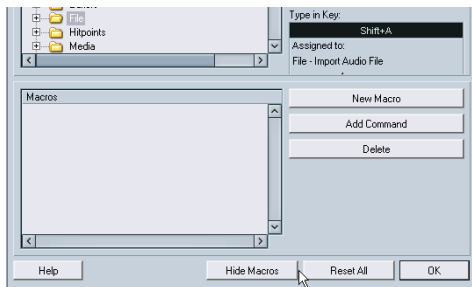 File
Hitpoints
Media
Type in Key:
Shift+A
Assigned to:
File - Import Audio File
Macros
New Macro
Add Command
Delete
Help
Hide Macros
Reset All
OK